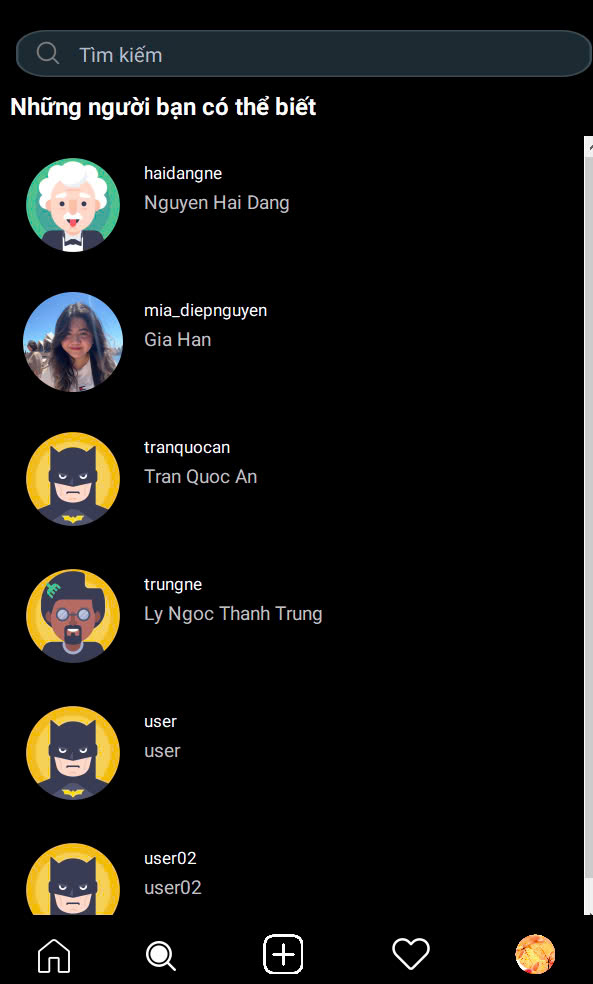 Tìm kiếm
Những người bạn có thể biết
haidangne
Nguyen Hai Dang
mia_diepnguyen
Gia Han
tranquocan
Tran Quoc An
trungne
Ly Ngoc Thanh Trung
user
user
user02
user02